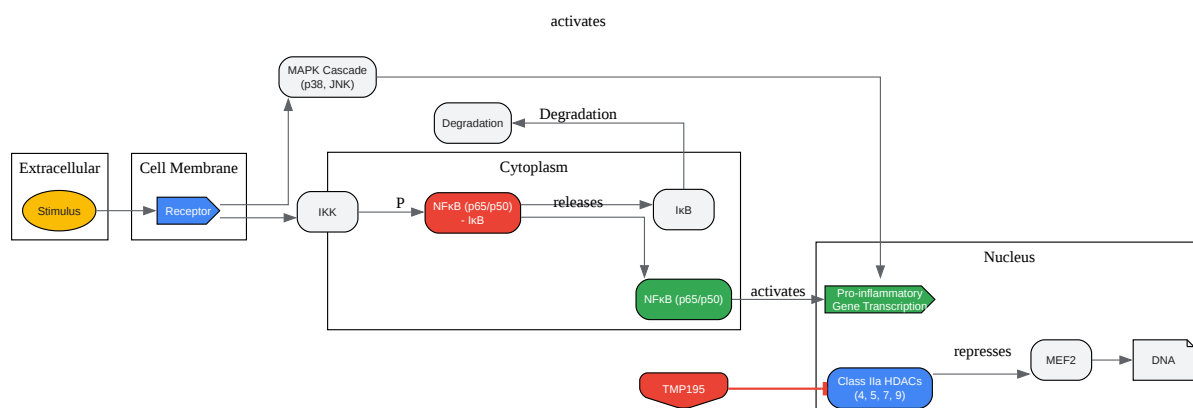 activates
MAPK Cascade
(p38, JNK)
Degradation
Degradation
Extracellular
Cell Membrane
Cytoplasm
Stimulus
Receptor
IKK
P
NFκB (p65/p50)
- IκB
releases
IκB
Nucleus
NFκB (p65/p50)
activates
Pro-inflammatory
Gene Transcription
represses
MEF2
DNA
TMP195
Class IIa HDACs
(4, 5, 7, 9)